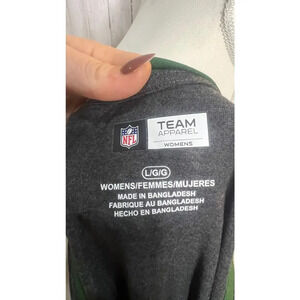 NFL
TEAM
APPAREL
WOMENS
L/G/G
WOMENS/FEMMES/MUJERES
MADE IN BANGLADESH
FABRIQUE AU BANGLADESH
HECHO EN BANGLADESH